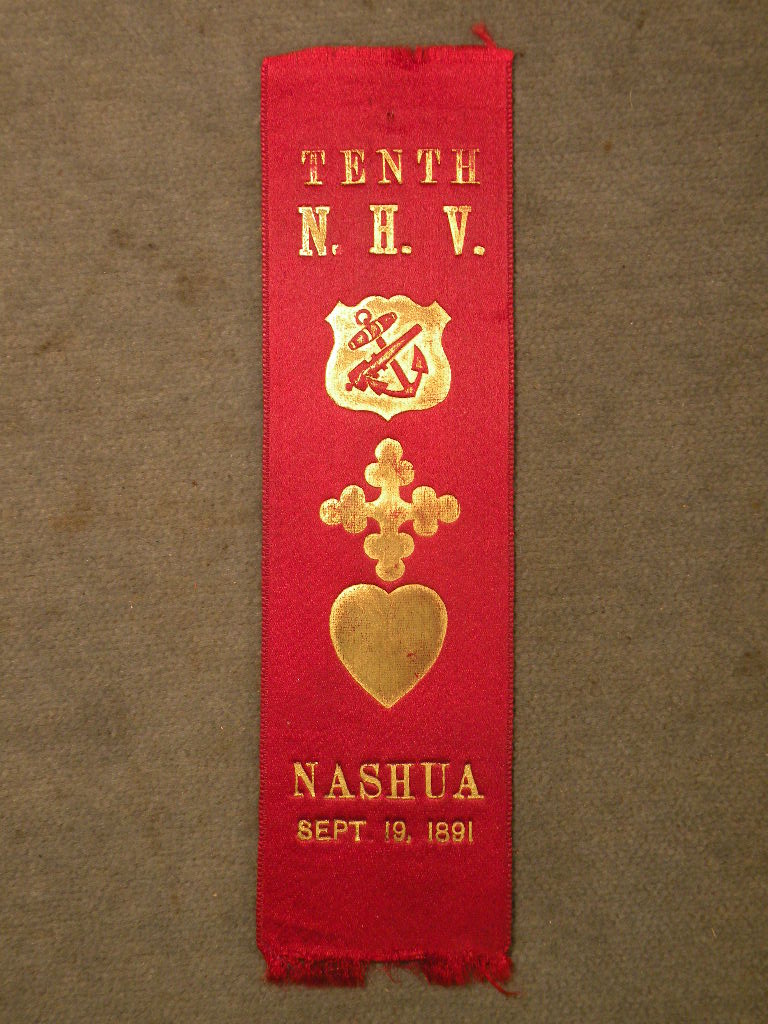 TENTH
N. H. V.
NASHUA
SEPT. 19, 1891